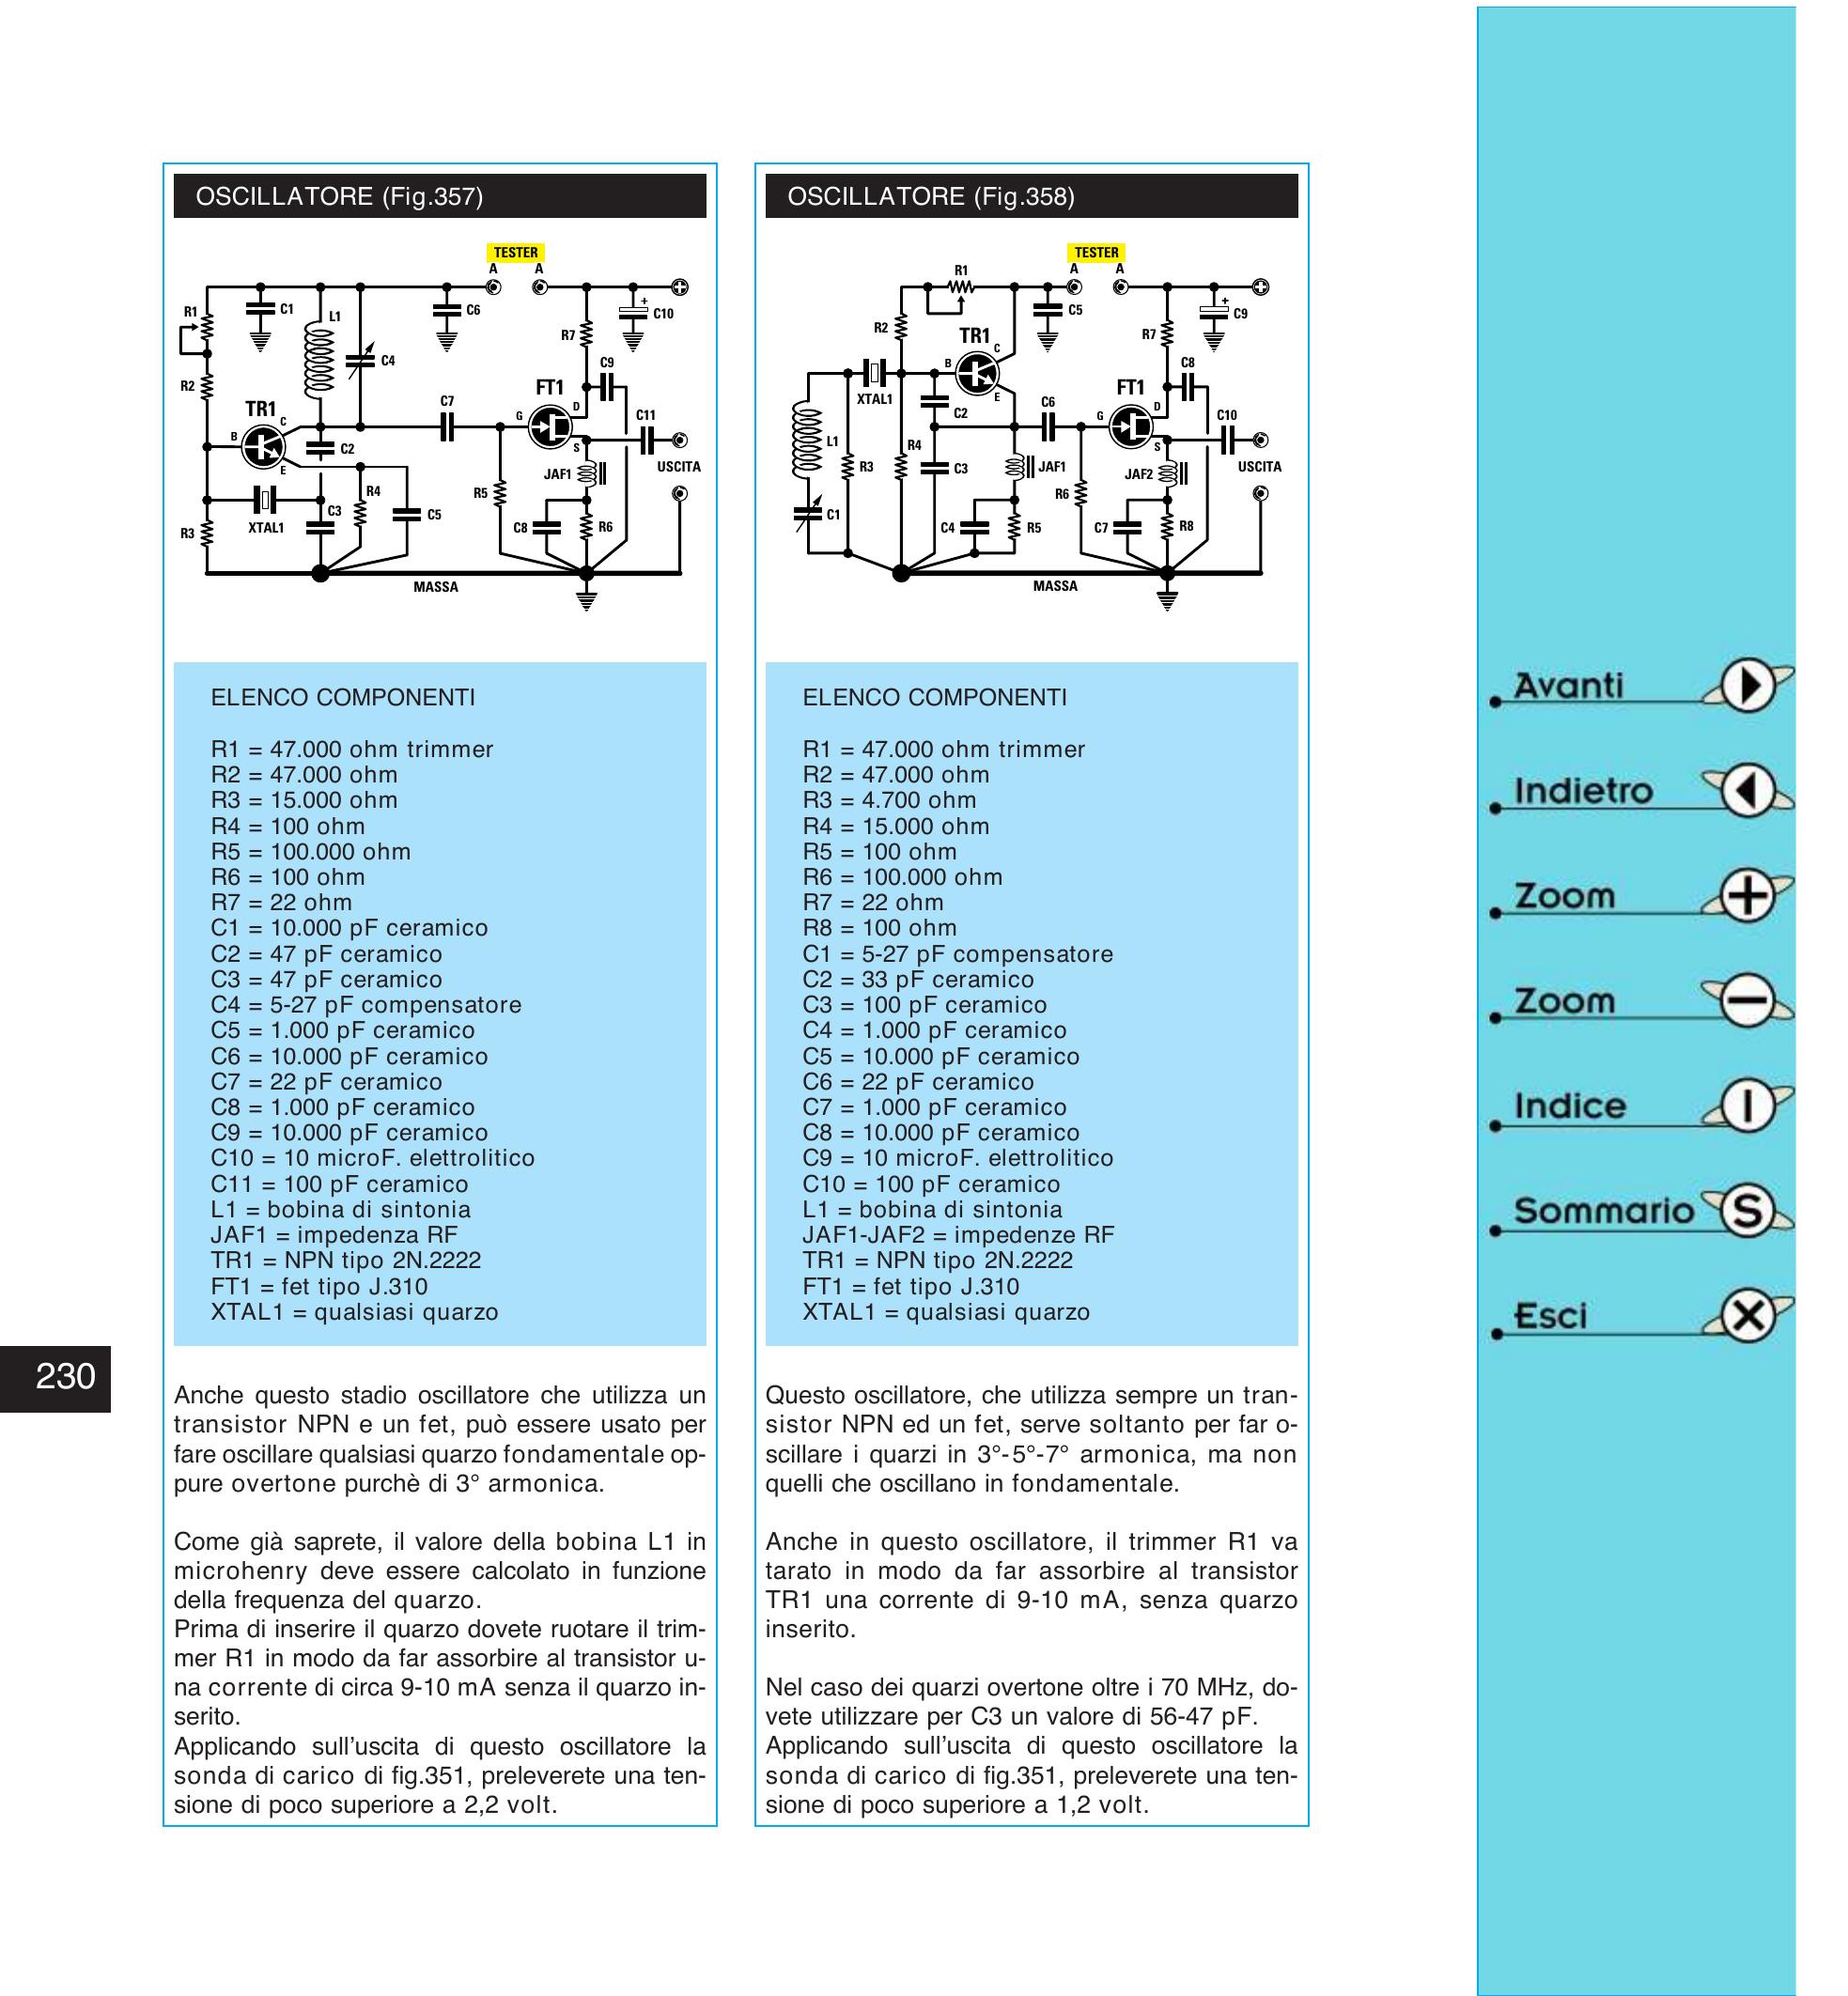 OSCILLATORE (Fig.357)
TESTER
A A
R1
C1
L1
C4
C6
R7
C10
+
R2
TR1
B
C
E
C2
C7
G
FT1
D
S
C9
C11
USCITA
JAF1
R3
XTAL1
C3
R4
C5
R5
C8
R6
MASSA
ELENCO COMPONENTI
R1 = 47.000 ohm trimmer
R2 = 47.000 ohm
R3 = 15.000 ohm
R4 = 100 ohm
R5 = 100.000 ohm
R6 = 100 ohm
R7 = 22 ohm
C1 = 10.000 pF ceramico
C2 = 47 pF ceramico
C3 = 47 pF ceramico
C4 = 5-27 pF compensatore
C5 = 1.000 pF ceramico
C6 = 10.000 pF ceramico
C7 = 22 pF ceramico
C8 = 1.000 pF ceramico
C9 = 10.000 pF ceramico
C10 = 10 microF. elettrolitico
C11 = 100 pF ceramico
L1 = bobina di sintonia
JAF1 = impedenza RF
TR1 = NPN tipo 2N.2222
FT1 = fet tipo J.310
XTAL1 = qualsiasi quarzo
Anche questo stadio oscillatore che utilizza un
transistor NPN e un fet, può essere usato per
fare oscillare qualsiasi quarzo fondamentale op-
pure overtone purchè di 3° armonica.
Come già saprete, il valore della bobina L1 in
microhenry deve essere calcolato in funzione
della frequenza del quarzo.
Prima di inserire il quarzo dovete ruotare il trim-
mer R1 in modo da far assorbire al transistor u-
na corrente di circa 9-10 mA senza il quarzo in-
serito.
Applicando sull'uscita di questo oscillatore la
sonda di carico di fig.351, preleverete una ten-
sione di poco superiore a 2,2 volt.
OSCILLATORE (Fig.358)
TESTER
A A
R1
C5
R2
TR1
B
C
E
R7
C9
+
XTAL1
C2
C6
G
FT1
D
S
C8
C10
USCITA
L1
R3
R4
C3
JAF1
R6
JAF2
C1
C4
R5
C7
R8
MASSA
ELENCO COMPONENTI
R1 = 47.000 ohm trimmer
R2 = 47.000 ohm
R3 = 4.700 ohm
R4 = 15.000 ohm
R5 = 100 ohm
R6 = 100.000 ohm
R7 = 22 ohm
R8 = 100 ohm
C1 = 5-27 pF compensatore
C2 = 33 pF ceramico
C3 = 100 pF ceramico
C4 = 1.000 pF ceramico
C5 = 10.000 pF ceramico
C6 = 22 pF ceramico
C7 = 1.000 pF ceramico
C8 = 10.000 pF ceramico
C9 = 10 microF. elettrolitico
C10 = 100 pF ceramico
L1 = bobina di sintonia
JAF1-JAF2 = impedenze RF
TR1 = NPN tipo 2N.2222
FT1 = fet tipo J.310
XTAL1 = qualsiasi quarzo
Questo oscillatore, che utilizza sempre un tran-
sistor NPN ed un fet, serve soltanto per far o-
scillare i quarzi in 3°-5°-7° armonica, ma non
quelli che oscillano in fondamentale.
Anche in questo oscillatore, il trimmer R1 va
tarato in modo da far assorbire al transistor
TR1 una corrente di 9-10 mA, senza quarzo
inserito.
Nel caso dei quarzi overtone oltre i 70 MHz, do-
vete utilizzare per C3 un valore di 56-47 pF.
Applicando sull'uscita di questo oscillatore la
sonda di carico di fig.351, preleverete una ten-
sione di poco superiore a 1,2 volt.
230
Avanti
Indietro
Zoom +
Zoom −
Indice I
Sommario S
Esci X